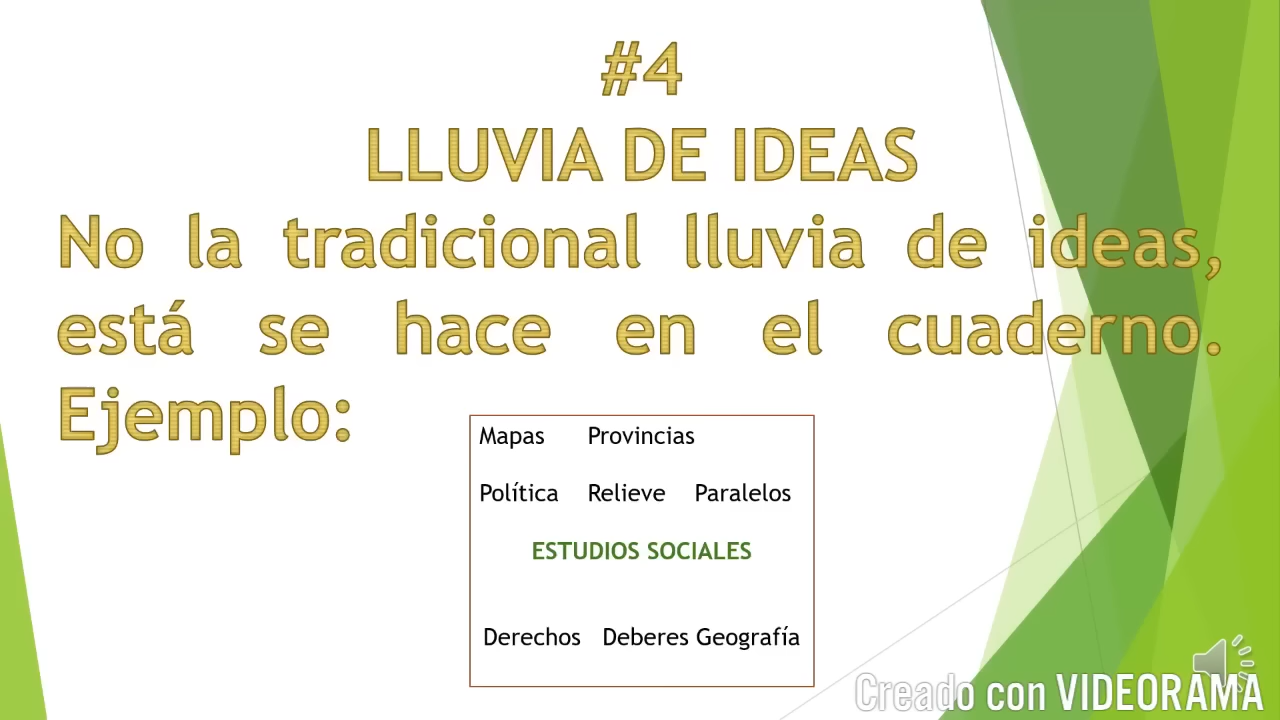 #4
LLUVIA DE IDEAS
No la tradicional lluvia de ideas,
está se hace en el cuaderno.
Ejemplo:
Mapas Provincias
Política Relieve Paralelos
ESTUDIOS SOCIALES
Derechos Deberes Geografía
Creado con VIDEORAMA